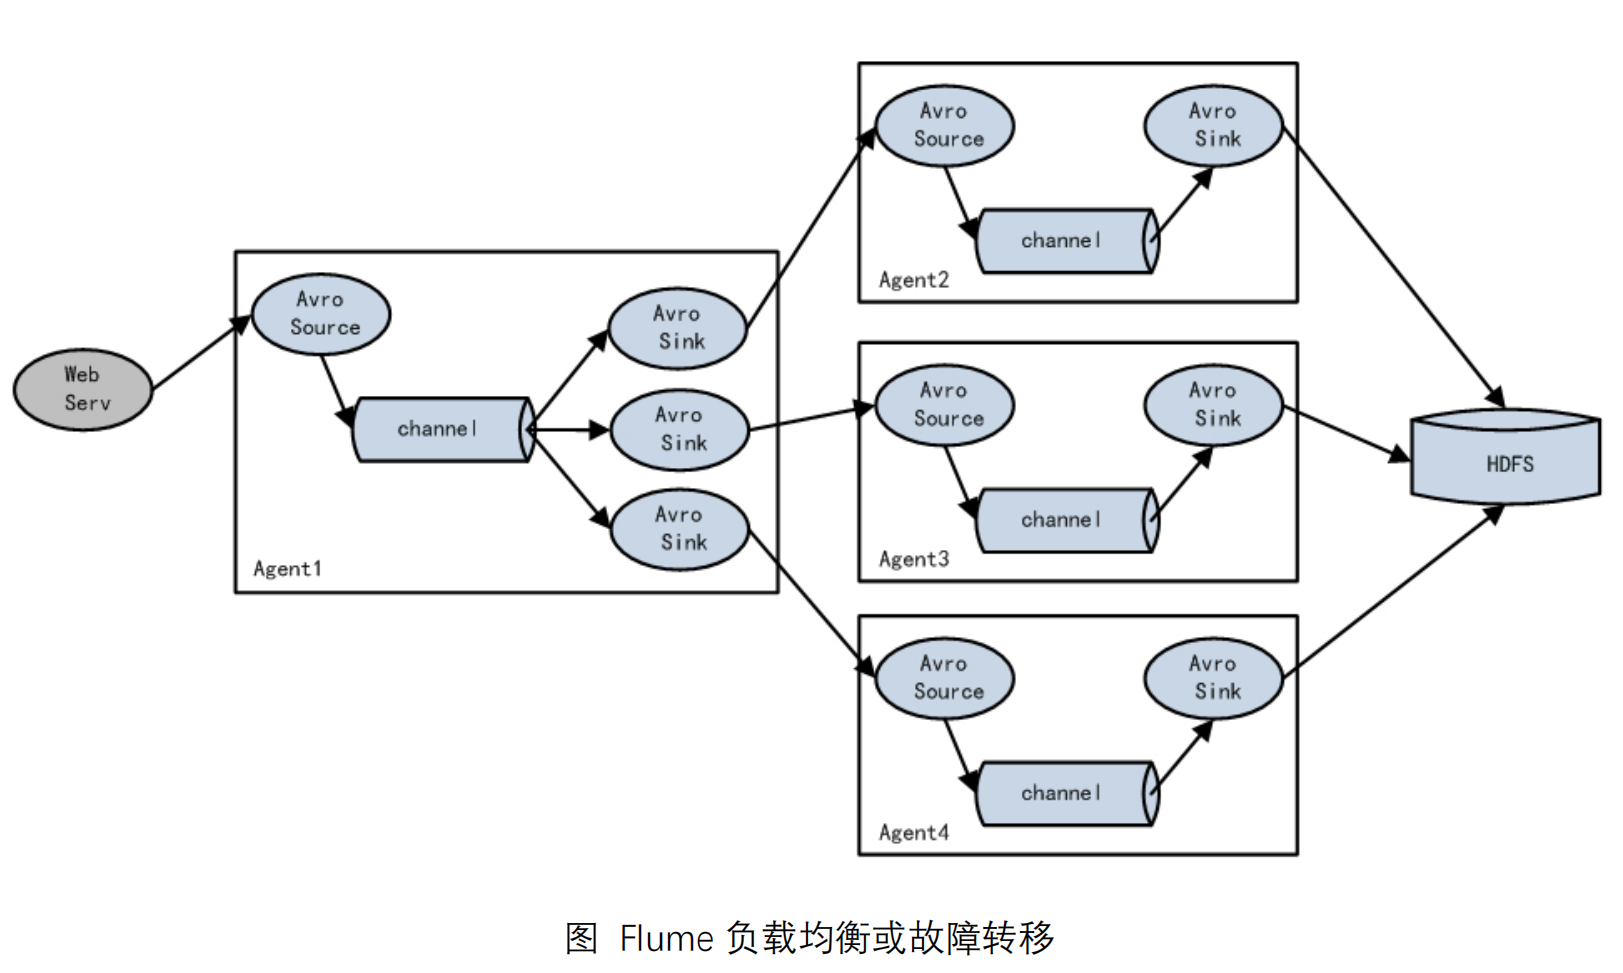 Web
Serv
Avro
Source
channel
Avro
Sink
Avro
Sink
Avro
Sink
Agent1
Avro
Source
channel
Avro
Sink
Agent2
Avro
Source
channel
Avro
Sink
Agent3
Avro
Source
channel
Avro
Sink
Agent4
HDFS
图 Flume 负载均衡或故障转移